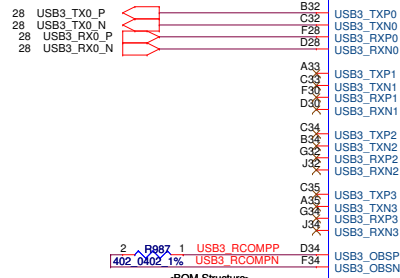 28 USB3_TX0_P B32 USB3_TXP0
28 USB3_TX0_N C32 USB3_TXN0
28 USB3_RX0_P F28 USB3_RXP0
28 USB3_RX0_N D28 USB3_RXN0
A33 USB3_TXP1
C33 USB3_TXN1
F30 USB3_RXP1
D30 USB3_RXN1
C34 USB3_TXP2
B34 USB3_TXN2
G32 USB3_RXP2
J32 USB3_RXN2
C35 USB3_TXP3
A35 USB3_TXN3
G34 USB3_RXP3
J34 USB3_RXN3
2 R987 1 USB3_RCOMPP D34 USB3_OBSP
402_0402_1% USB3_RCOMPN F34 USB3_OBSN